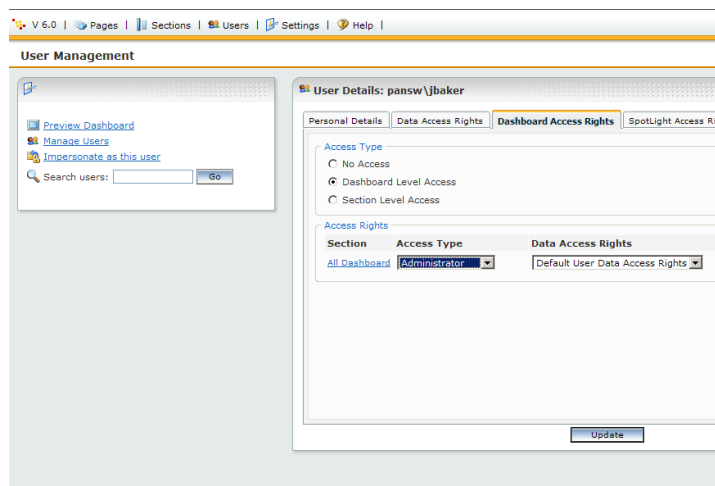 V 6.0 | Pages | Sections | Users | Settings | Help |
User Management
Preview Dashboard
Manage Users
Impersonate as this user
Search users: Go
User Details: pansw\jbaker
Personal Details Data Access Rights Dashboard Access Rights SpotLight Access
Access Type
No Access
Dashboard Level Access
Section Level Access
Access Rights
Section Access Type Data Access Rights
All Dashboard Administrator Default User Data Access Rights
Update